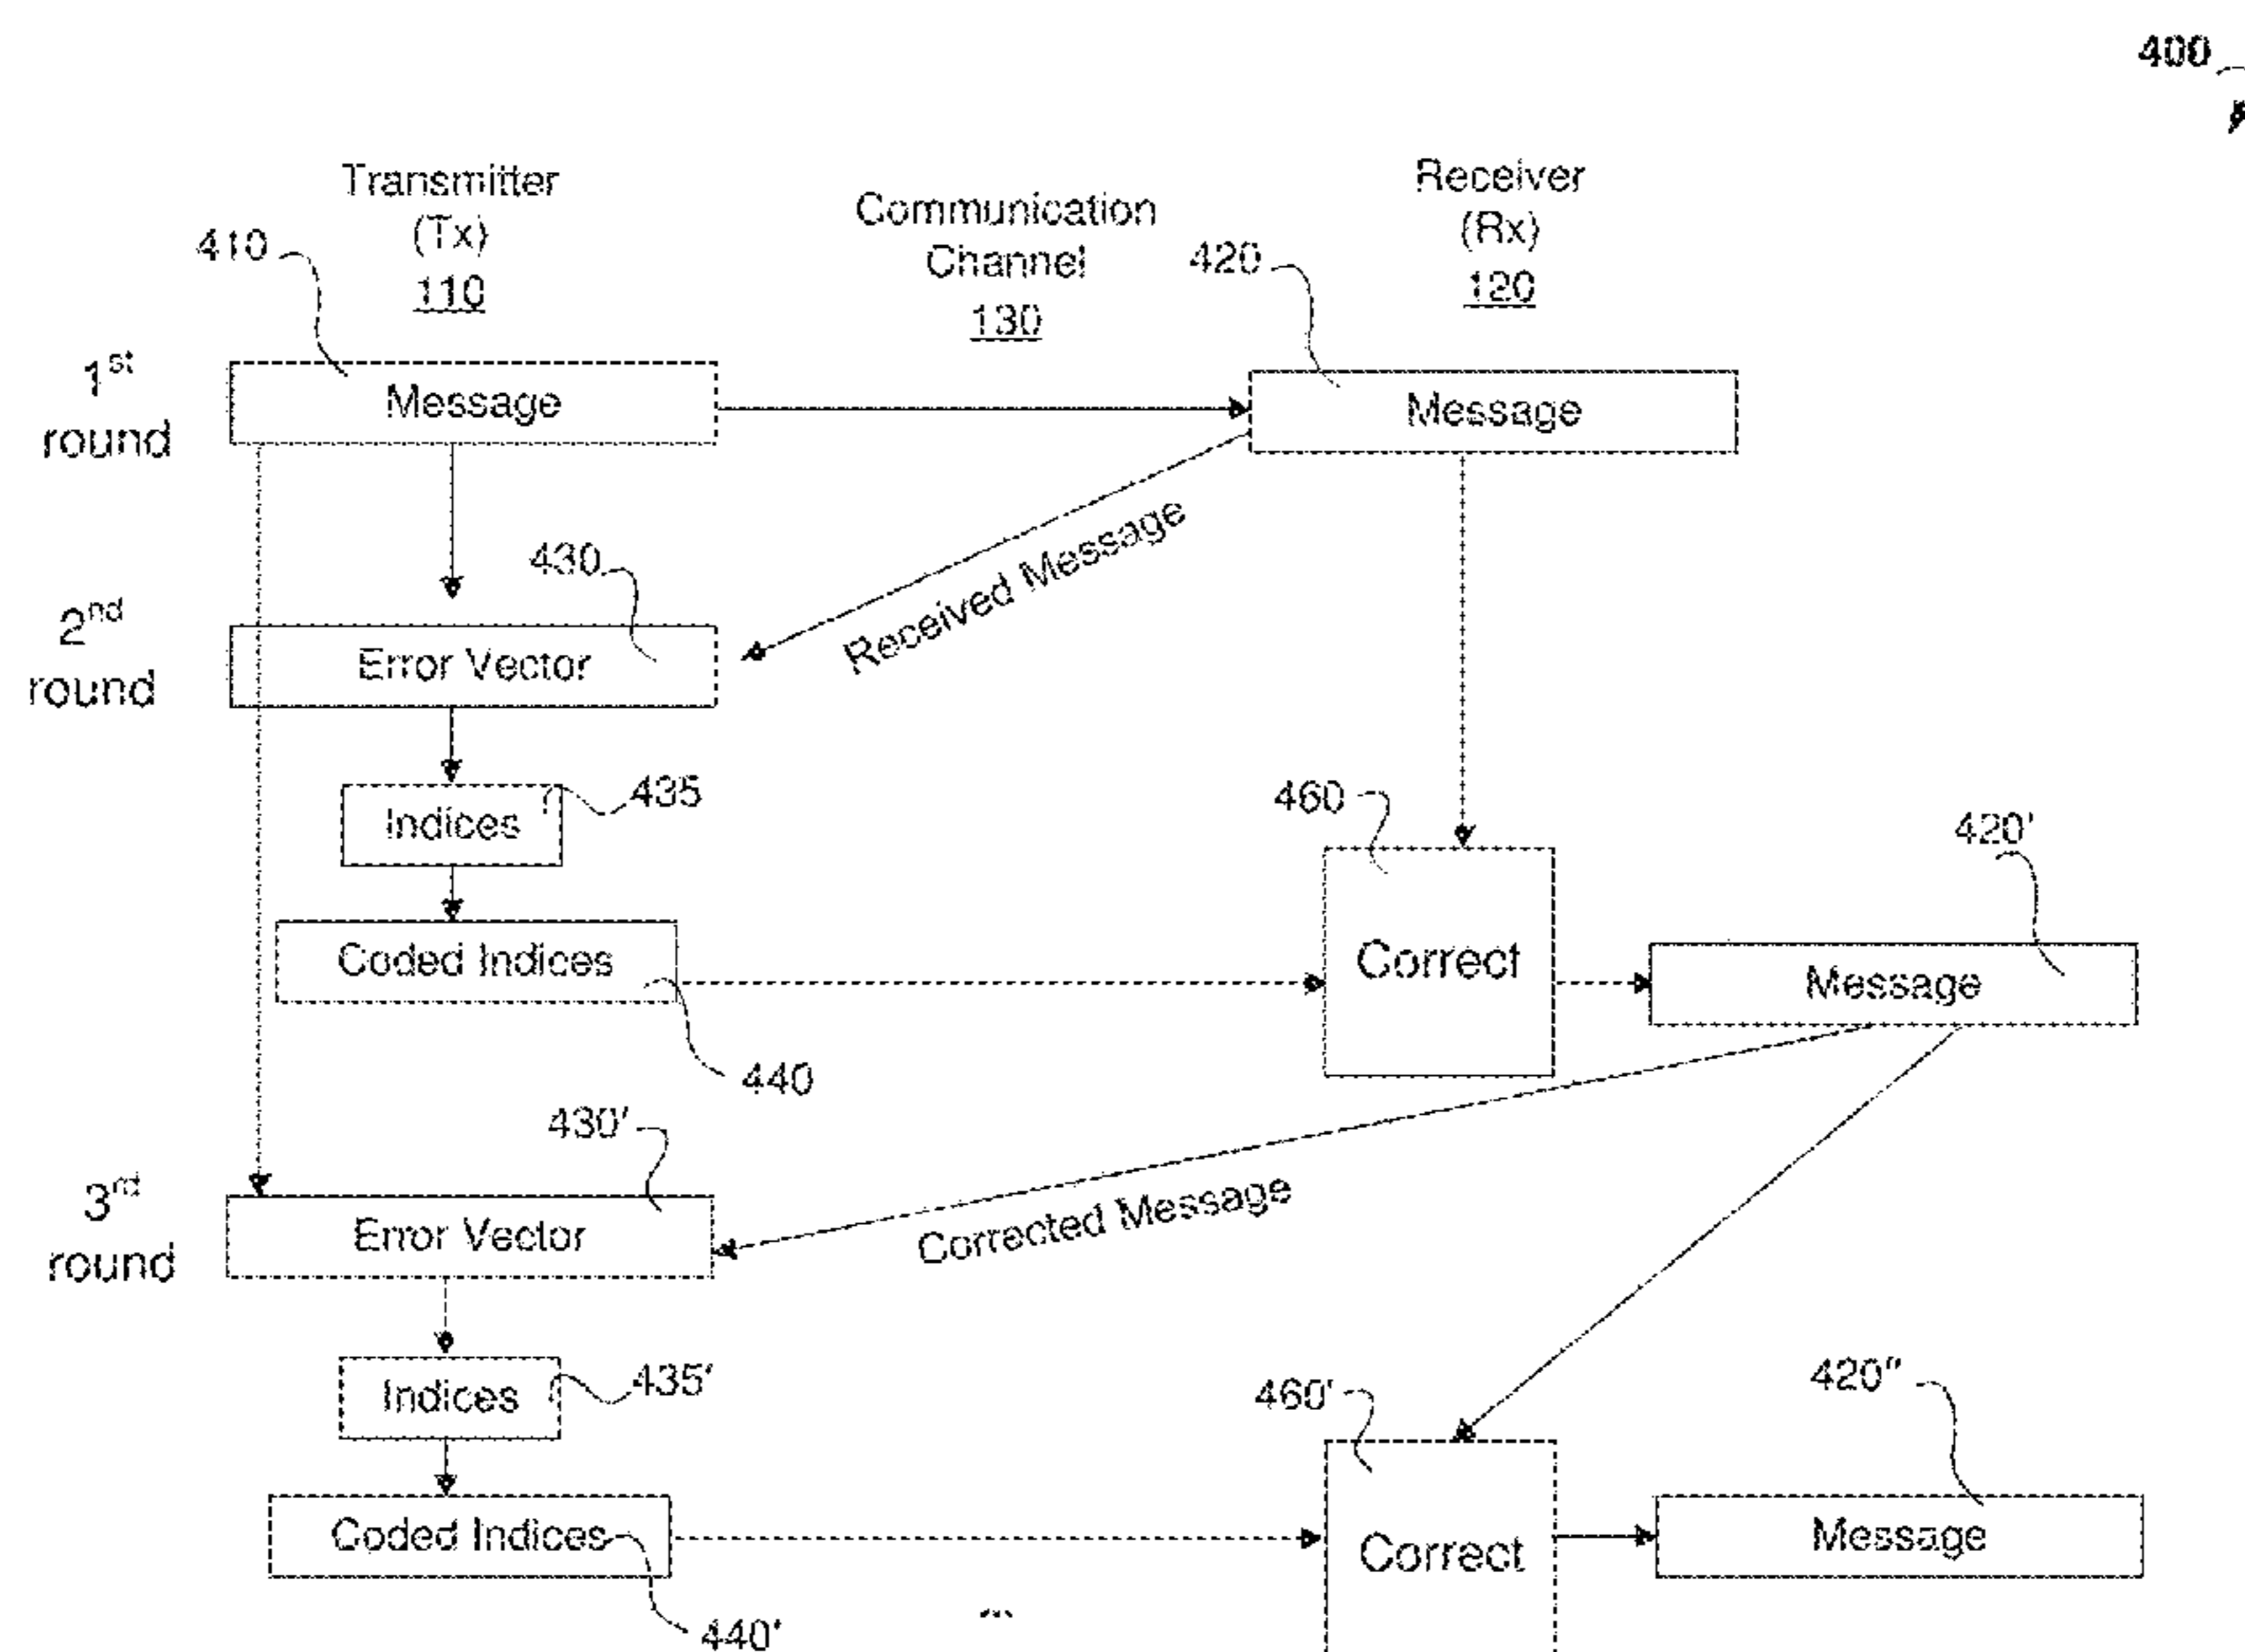 400
Transmitter
(Tx)
110
Communication
Channel
130
Receiver
(Rx)
120
410
420
1st
round
Message
Message
Received Message
430
2nd
round
Error Vector
435
Indices
460
420'
Coded Indices
Correct
Message
440
430'
3rd
round
Error Vector
Corrected Message
435'
Indices
460'
420"
Coded Indices
Correct
Message
440'
...